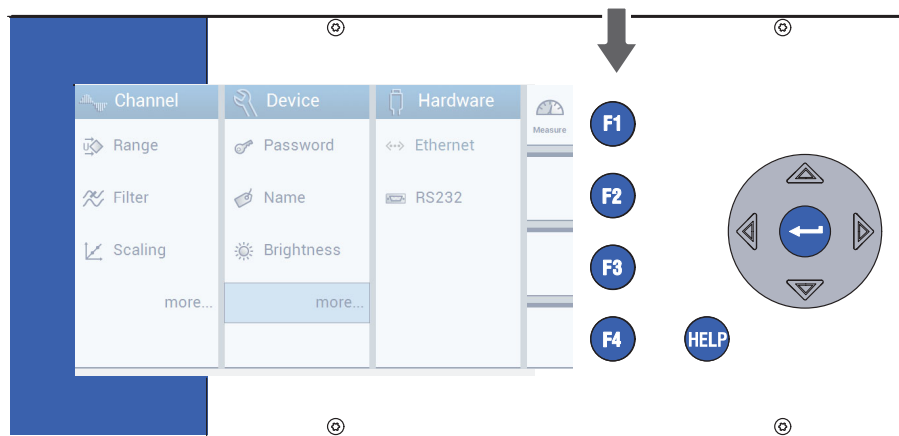 Channel
Range
Filter
Scaling
more...
Device
Password
Name
Brightness
more...
Hardware
Ethernet
RS232
Measure
F1
F2
F3
F4
HELP